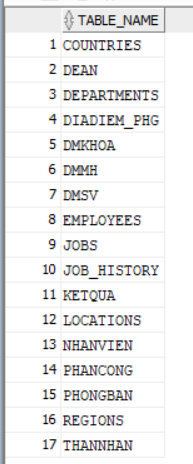 TABLE_NAME
1 COUNTRIES
2 DEAN
3 DEPARTMENTS
4 DIADIEM_PHG
5 DMKHOA
6 DMMH
7 DMSV
8 EMPLOYEES
9 JOBS
10 JOB_HISTORY
11 KETQUA
12 LOCATIONS
13 NHANVIEN
14 PHANCONG
15 PHONGBAN
16 REGIONS
17 THANNHAN